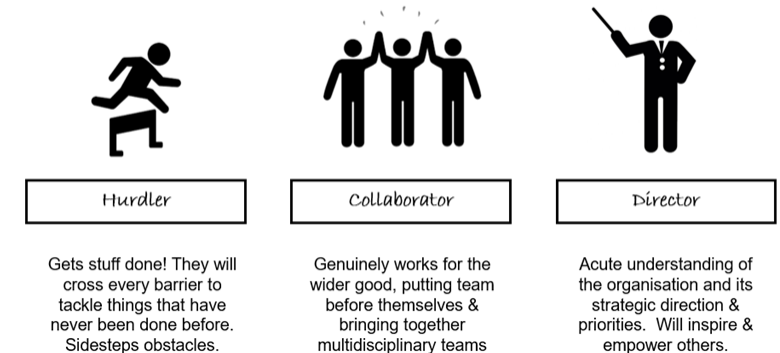 Hurdler
Gets stuff done! They will
cross every barrier to
tackle things that have
never been done before.
Sidesteps obstacles.
Collaborator
Genuinely works for the
wider good, putting team
before themselves &
bringing together
multidisciplinary teams
Director
Acute understanding of
the organisation and its
strategic direction &
priorities.  Will inspire &
empower others.